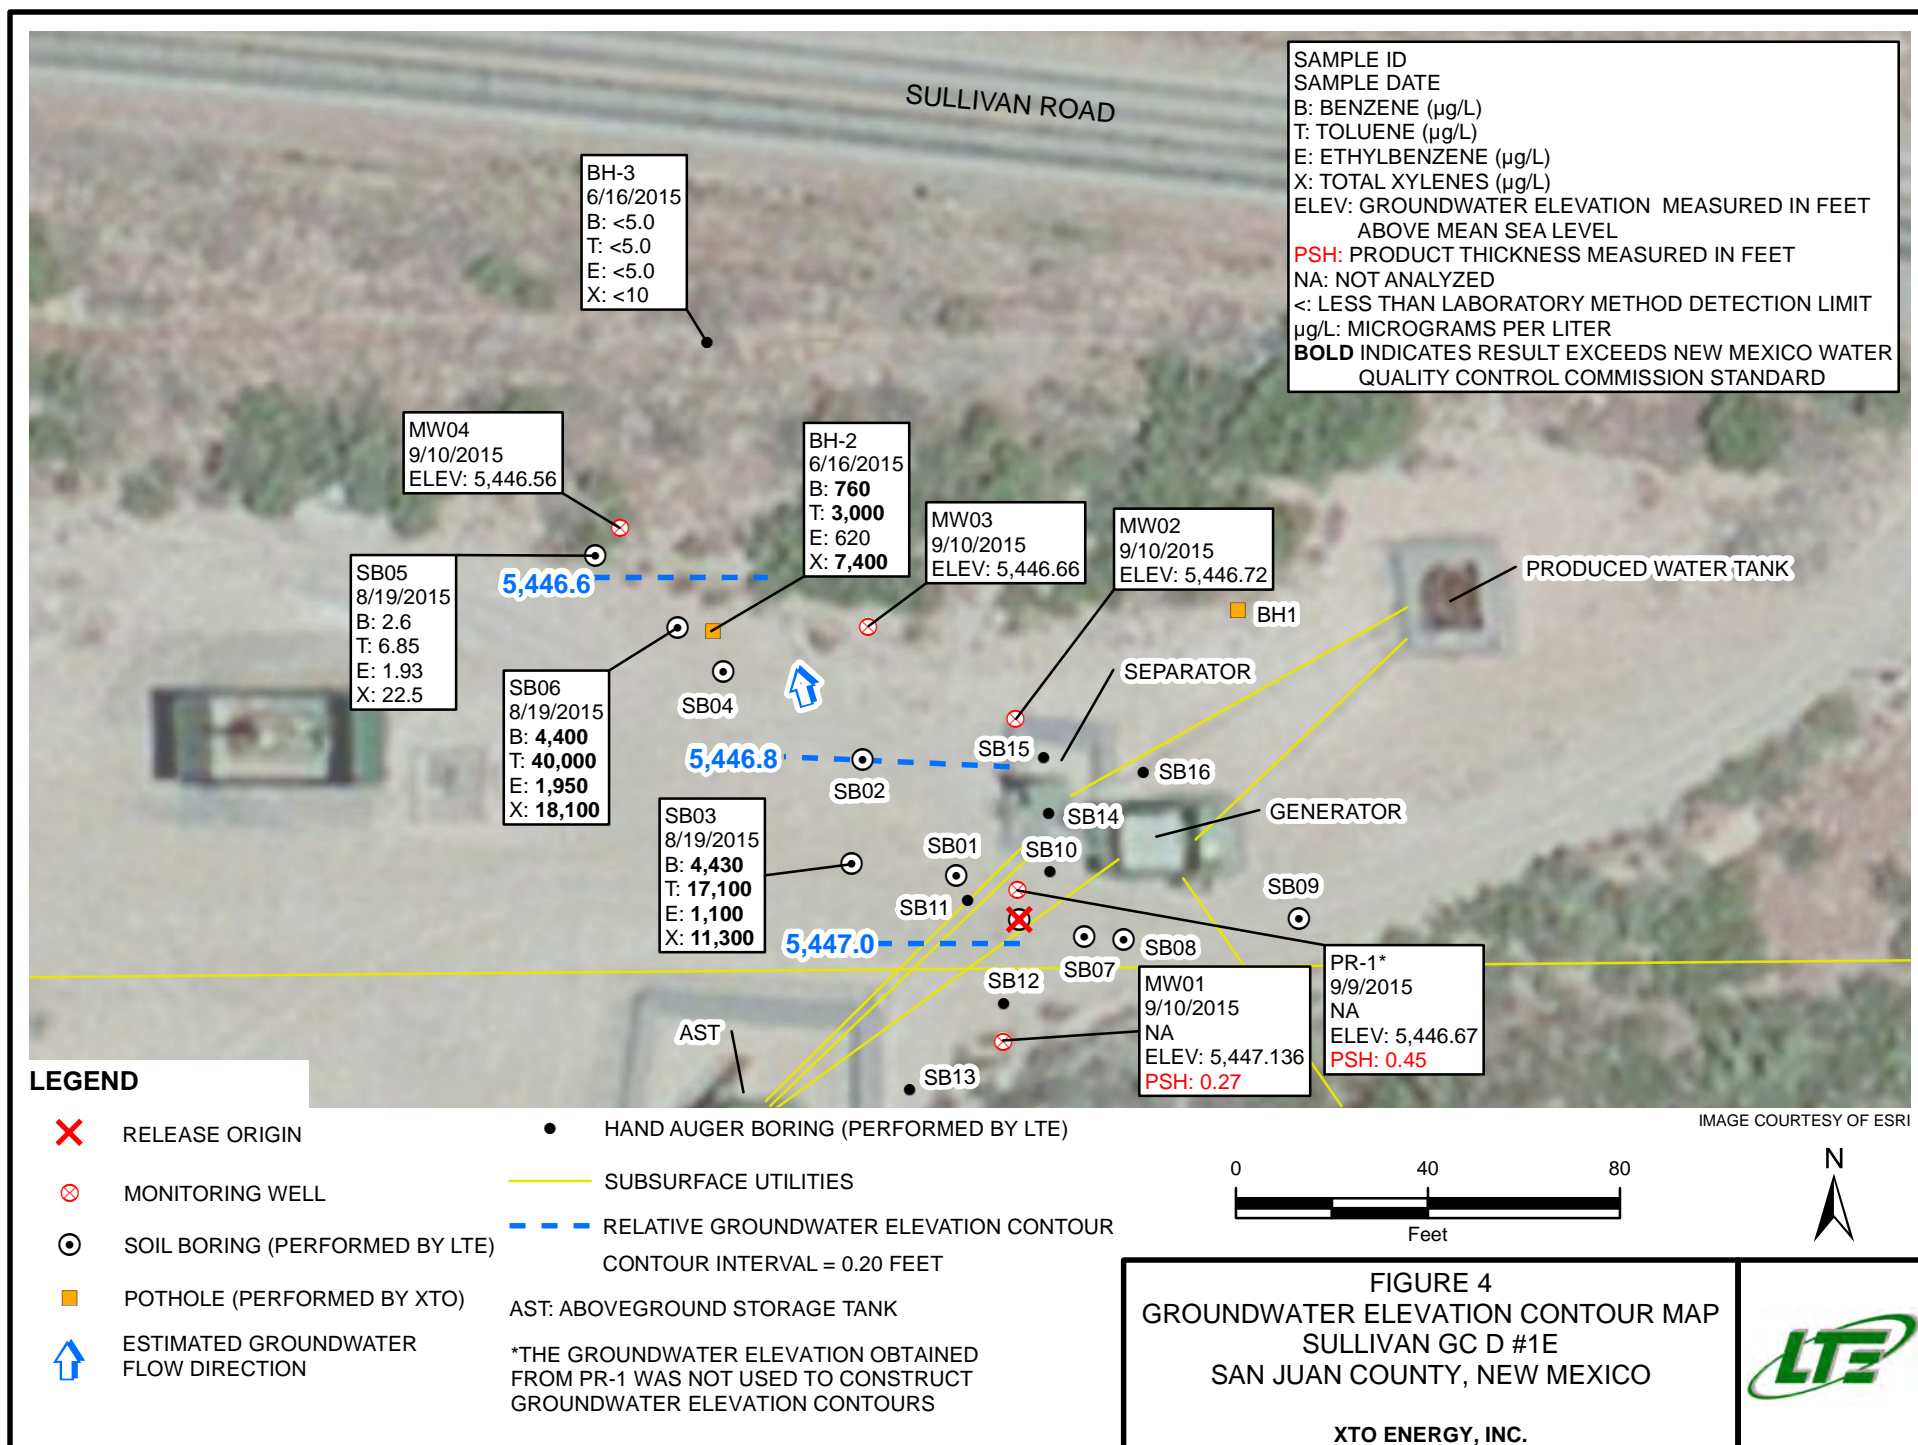 SULLIVAN ROAD
SAMPLE ID
SAMPLE DATE
B: BENZENE (µg/L)
T: TOLUENE (µg/L)
E: ETHYLBENZENE (µg/L)
X: TOTAL XYLENES (µg/L)
ELEV: GROUNDWATER ELEVATION MEASURED IN FEET
ABOVE MEAN SEA LEVEL
PSH: PRODUCT THICKNESS MEASURED IN FEET
NA: NOT ANALYZED
<: LESS THAN LABORATORY METHOD DETECTION LIMIT
µg/L: MICROGRAMS PER LITER
BOLD INDICATES RESULT EXCEEDS NEW MEXICO WATER
QUALITY CONTROL COMMISSION STANDARD
BH-3
6/16/2015
B: <5.0
T: <5.0
E: <5.0
X: <10
MW04
9/10/2015
ELEV: 5,446.56
BH-2
6/16/2015
B: 760
T: 3,000
E: 620
X: 7,400
MW03
9/10/2015
ELEV: 5,446.66
MW02
9/10/2015
ELEV: 5,446.72
PRODUCED WATER TANK
BH1
SB05
8/19/2015
B: 2.6
T: 6.85
E: 1.93
X: 22.5
5,446.6
SB06
8/19/2015
B: 4,400
T: 40,000
E: 1,950
X: 18,100
SB04
SEPARATOR
5,446.8
SB02
SB15
SB16
SB14
GENERATOR
SB03
8/19/2015
B: 4,430
T: 17,100
E: 1,100
X: 11,300
SB01
SB10
SB11
SB09
5,447.0
SB07
SB08
SB12
MW01
9/10/2015
NA
ELEV: 5,447.136
PSH: 0.27
PR-1*
9/9/2015
NA
ELEV: 5,446.67
PSH: 0.45
AST
SB13
LEGEND
RELEASE ORIGIN
MONITORING WELL
SOIL BORING (PERFORMED BY LTE)
POTHOLE (PERFORMED BY XTO)
ESTIMATED GROUNDWATER
FLOW DIRECTION
HAND AUGER BORING (PERFORMED BY LTE)
SUBSURFACE UTILITIES
RELATIVE GROUNDWATER ELEVATION CONTOUR
CONTOUR INTERVAL = 0.20 FEET
AST: ABOVEGROUND STORAGE TANK
*THE GROUNDWATER ELEVATION OBTAINED
FROM PR-1 WAS NOT USED TO CONSTRUCT
GROUNDWATER ELEVATION CONTOURS
IMAGE COURTESY OF ESRI
0 40 80
Feet
N
FIGURE 4
GROUNDWATER ELEVATION CONTOUR MAP
SULLIVAN GC D #1E
SAN JUAN COUNTY, NEW MEXICO
XTO ENERGY, INC.
LTE